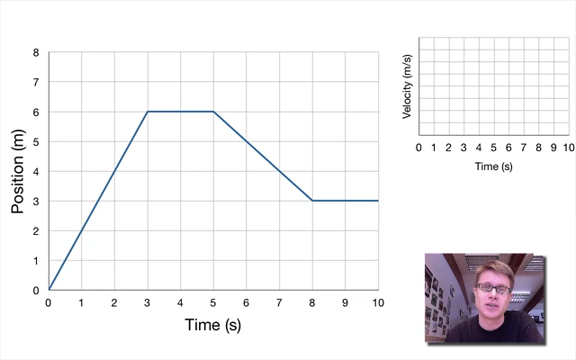 8
7
6
5
4
3
2
1
0
Position (m)
0 1 2 3 4 5 6 7 8 9 10
Time (s)
Velocity (m/s)
0 1 2 3 4 5 6 7 8 9 10
Time (s)